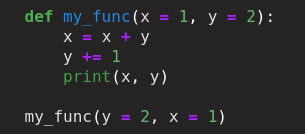 def my_func(x = 1, y = 2):
    x = x + y
    y += 1
    print(x, y)

my_func(y = 2, x = 1)